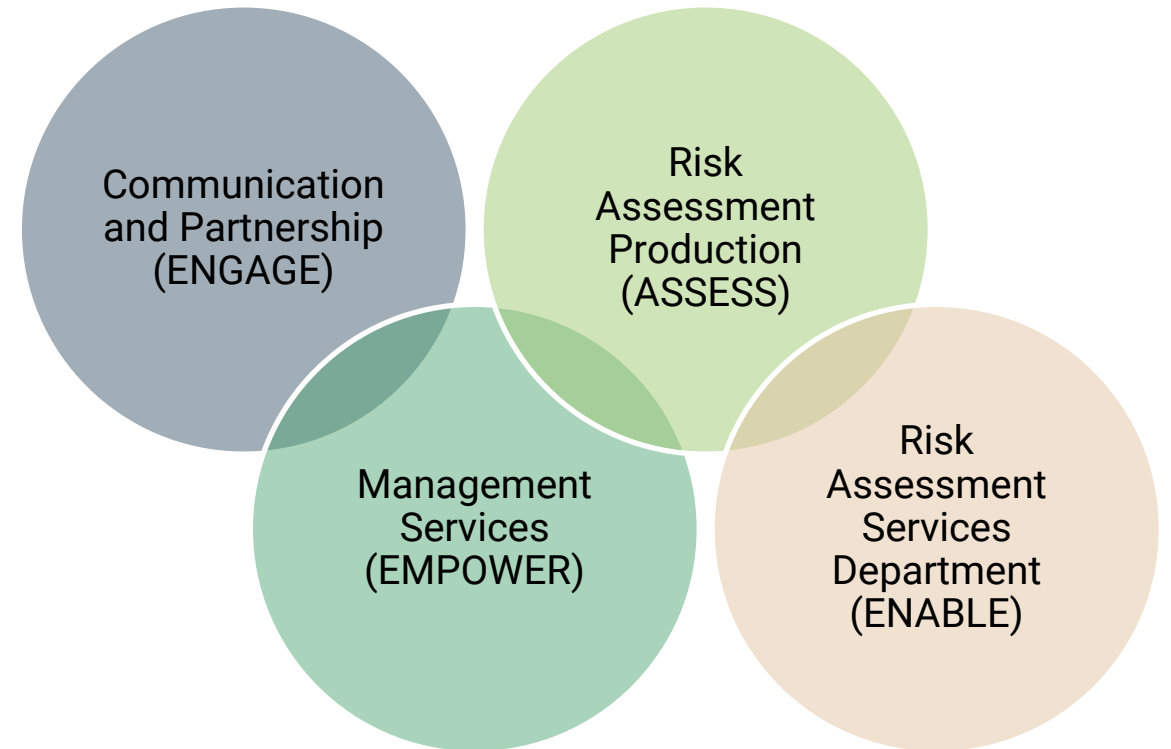 Communication
and Partnership
(ENGAGE)
Risk
Assessment
Production
(ASSESS)
Management
Services
(EMPOWER)
Risk
Assessment
Services
Department
(ENABLE)